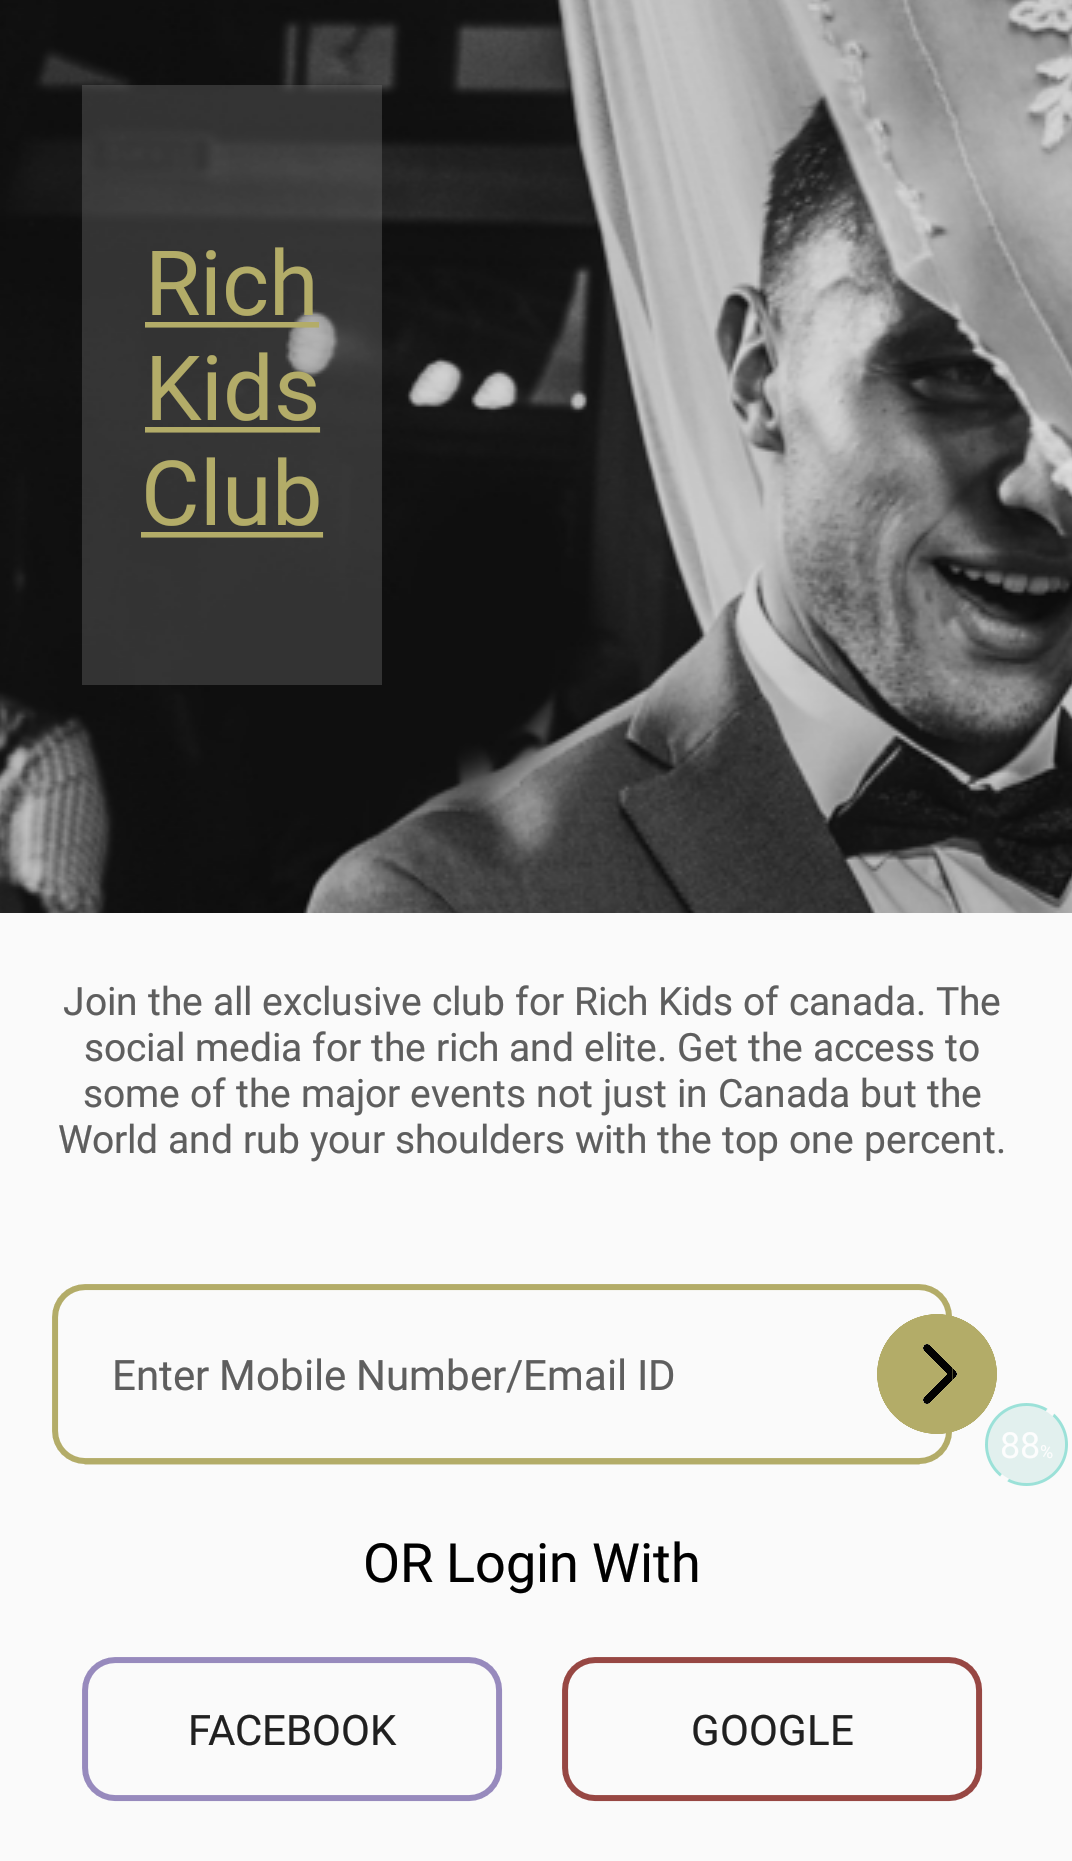 Rich
Kids
Club
Join the all exclusive club for Rich Kids of canada. The
social media for the rich and elite. Get the access to
some of the major events not just in Canada but the
World and rub your shoulders with the top one percent.
Enter Mobile Number/Email ID
88%
OR Login With
FACEBOOK
GOOGLE